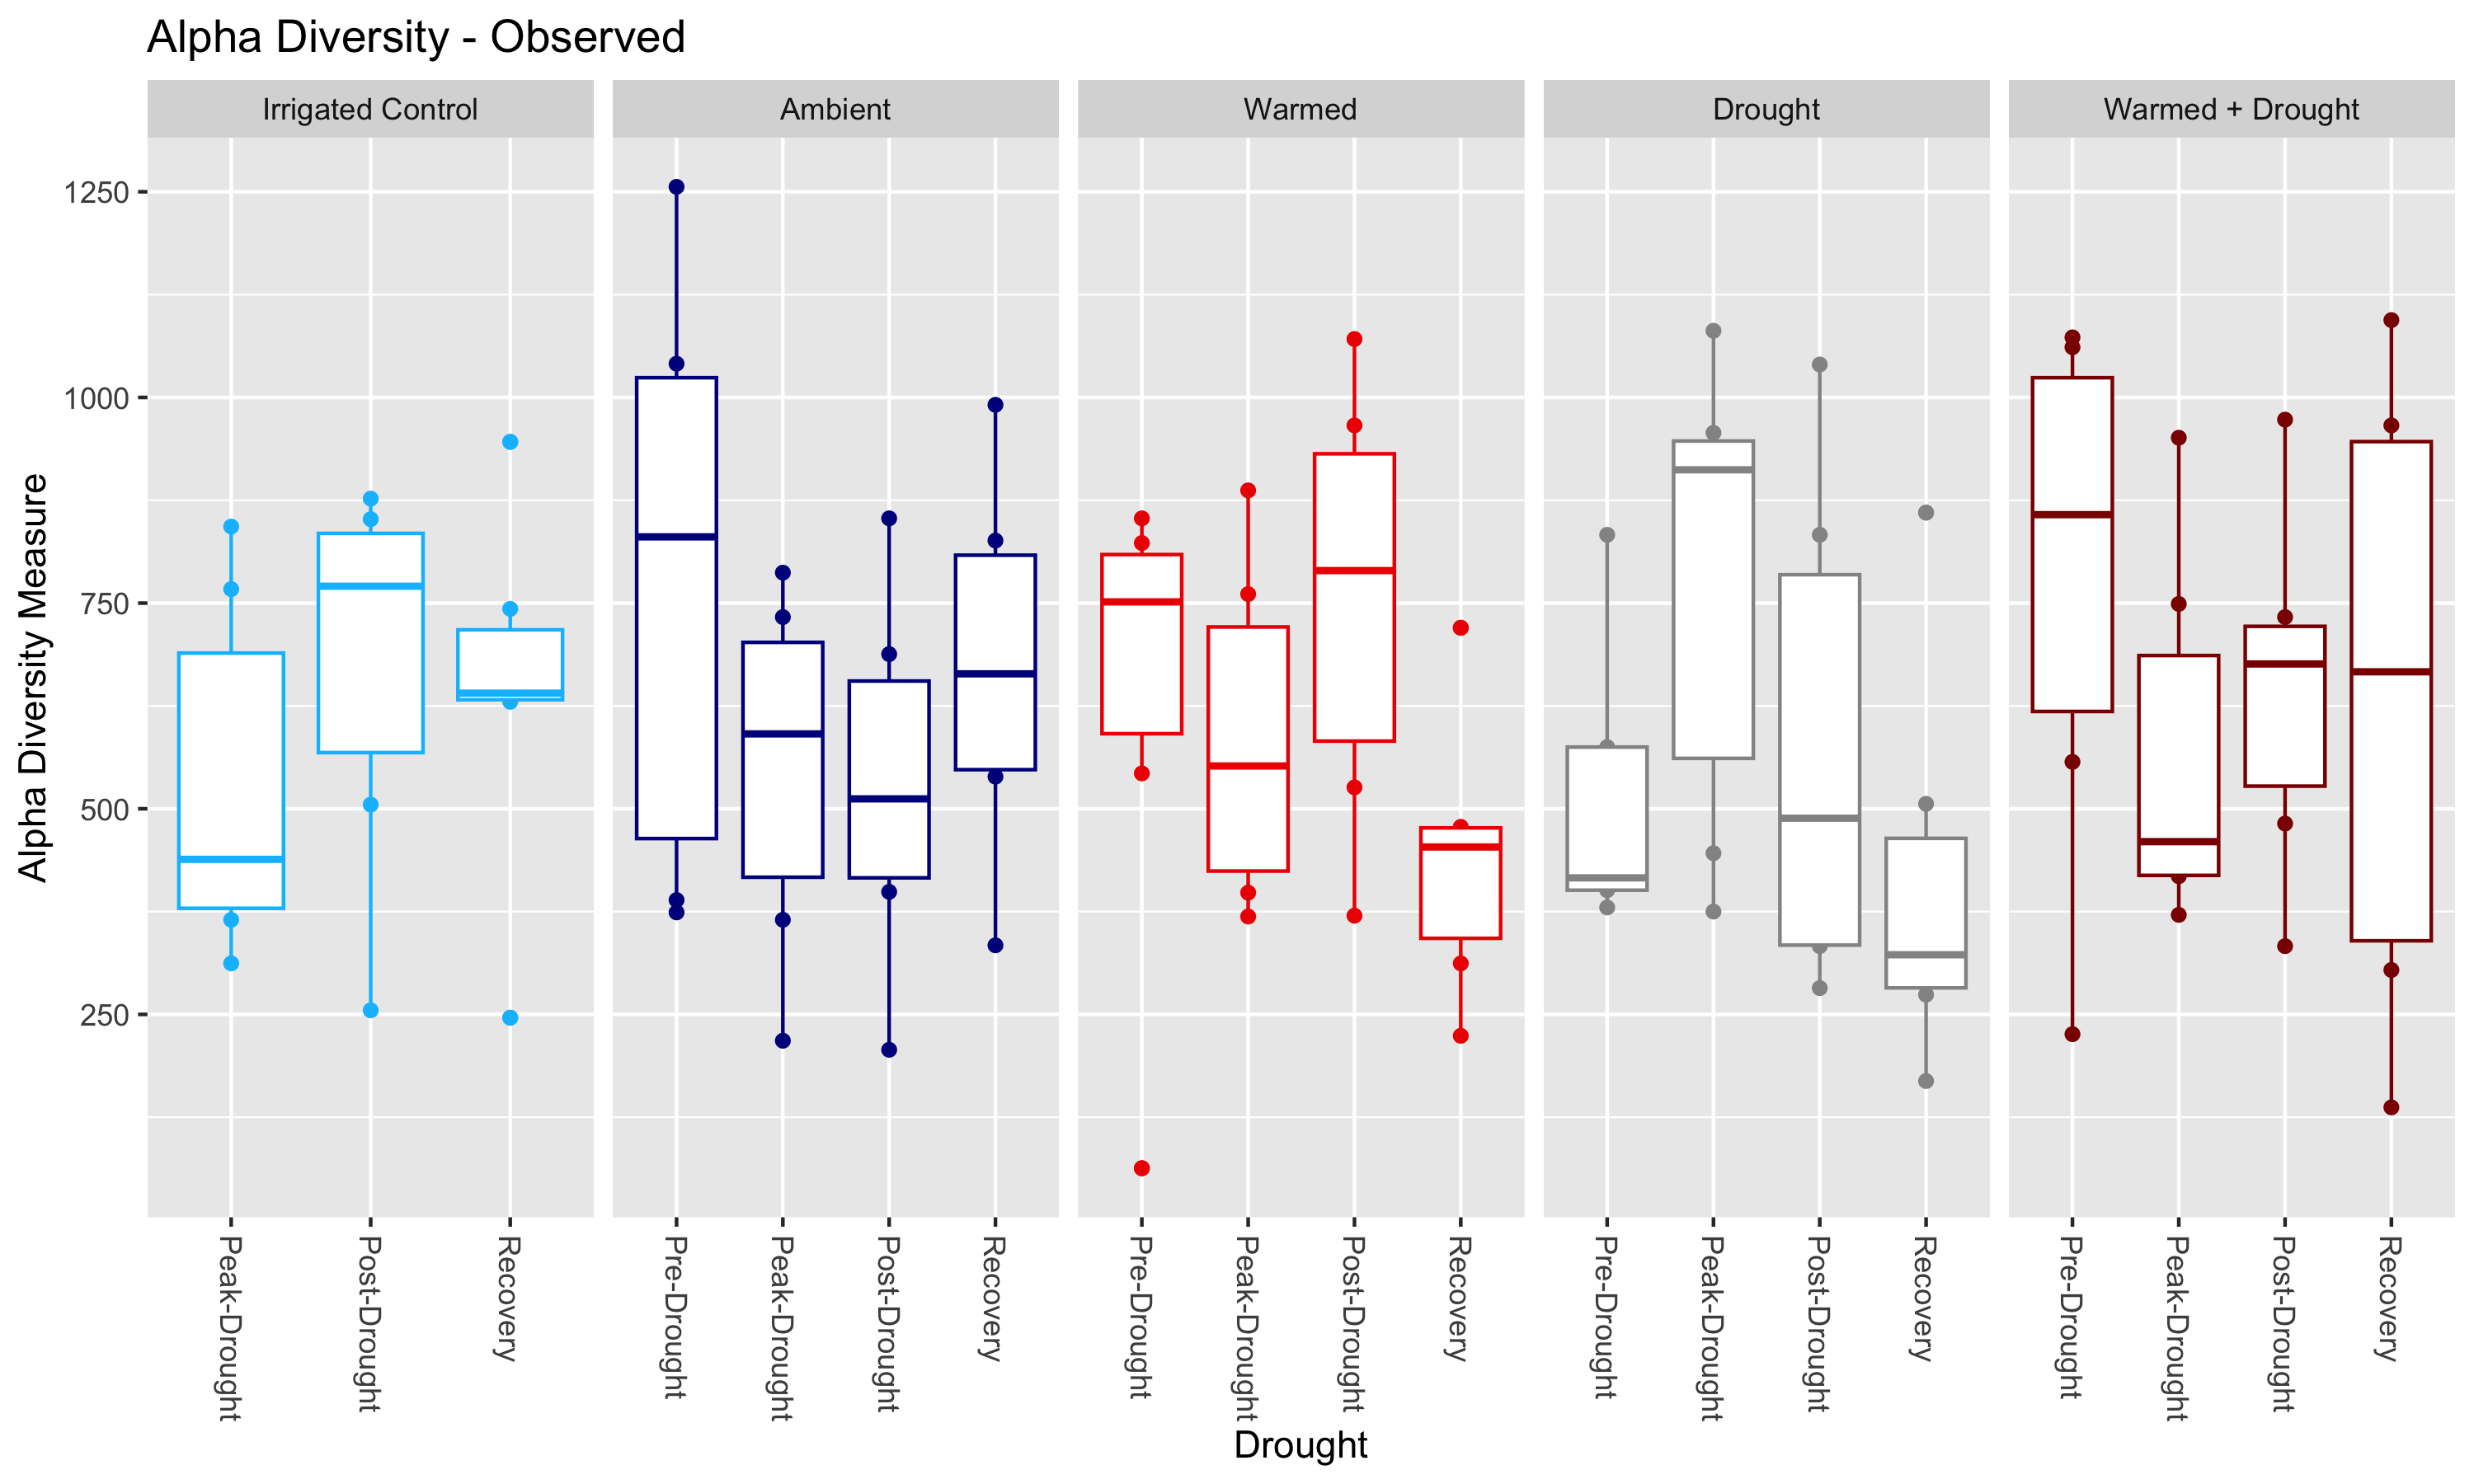 Alpha Diversity - Observed
Irrigated Control
Ambient
Warmed
Drought
Warmed + Drought
Alpha Diversity Measure
1250
1000
750
500
250
Peak-Drought
Post-Drought
Recovery
Pre-Drought
Peak-Drought
Post-Drought
Recovery
Pre-Drought
Peak-Drought
Post-Drought
Recovery
Pre-Drought
Peak-Drought
Post-Drought
Recovery
Pre-Drought
Peak-Drought
Post-Drought
Recovery
Drought